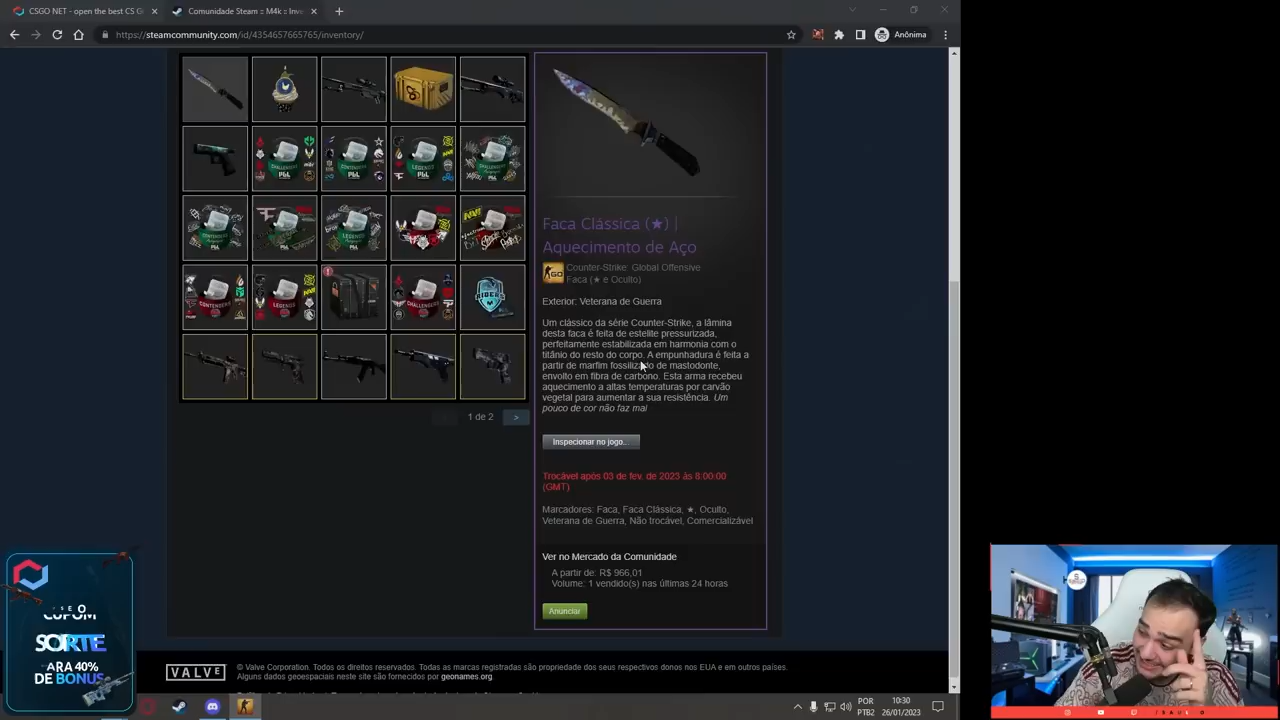 CSGO NET - open the best CS G
Comunidade Steam :: M4k :: Inve
https://steamcommunity.com/id/4354657665765/inventory/
Anônima
Faca Clássica (★) |
Aquecimento de Aço
Counter-Strike: Global Offensive
Faca (★ e Oculto)
Exterior: Veterana de Guerra
Um clássico da série Counter-Strike, a lâmina
desta faca é feita de estelite pressurizada,
perfeitamente estabilizada em harmonia com o
titânio do resto do corpo. A empunhadura é feita a
partir de marfim fossilizado de mastodonte,
envolto em fibra de carbono. Esta arma recebeu
aquecimento a altas temperaturas por carvão
vegetal para aumentar a sua resistência. Um
pouco de cor não faz mal
1 de 2 >
Inspecionar no jogo...
Trocável após 03 de fev. de 2023 às 8:00:00
(GMT)
Marcadores: Faca, Faca Clássica, ★, Oculto,
Veterana de Guerra, Não trocável, Comercializável
Ver no Mercado da Comunidade
A partir de: R$ 966,01
Volume: 1 vendido(s) nas últimas 24 horas
Anunciar
SE O
CUPOM
SORTE
ARA 40%
DE BONUS
VALVE
© Valve Corporation. Todos os direitos reservados. Todas as marcas registradas são propriedade dos seus respectivos donos nos EUA e em outros países.
Alguns dados geoespaciais neste site são fornecidos por geonames.org.
POR
PTB2
10:30
26/01/2023